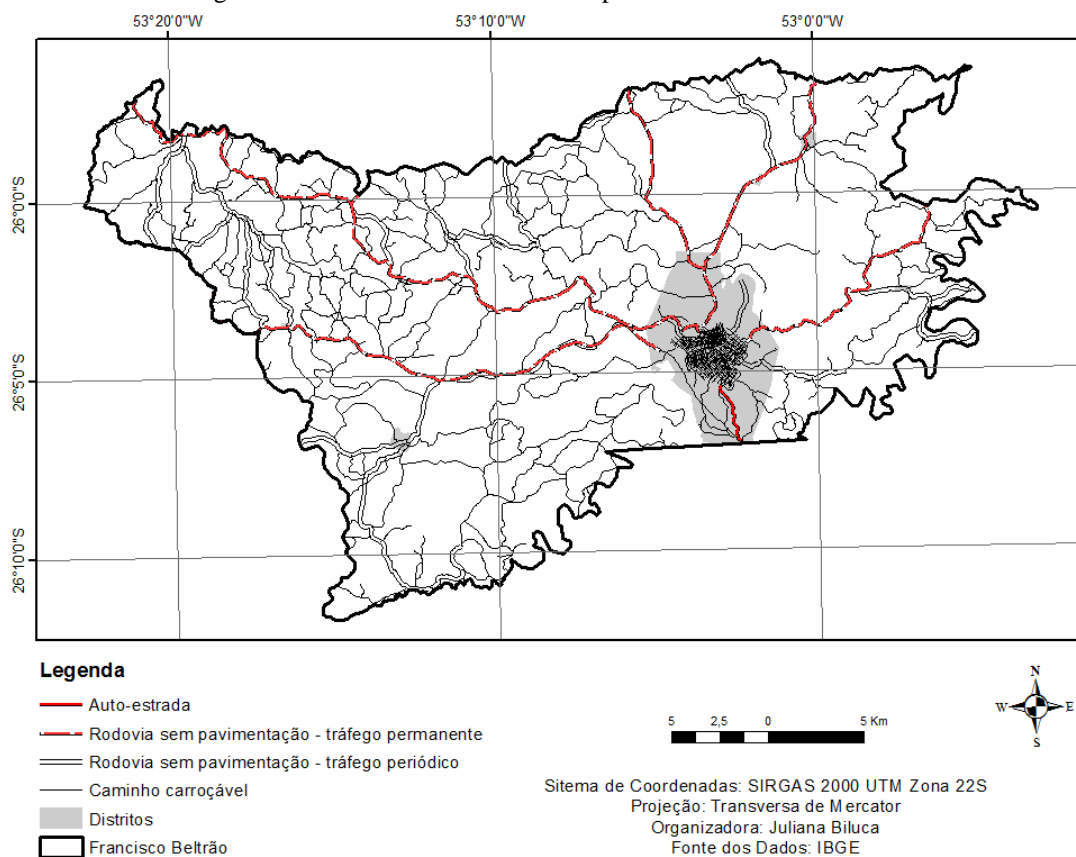 53°20'0"W 53°10'0"W 53°0'0"W
26°0'0"S
26°5'0"S
26°10'0"S
Legenda
Auto-estrada
Rodovia sem pavimentação - tráfego permanente
Rodovia sem pavimentação - tráfego periódico
Caminho carroçável
Distritos
Francisco Beltrão
5 2,5 0 5 Km
N
W E
S
Sitema de Coordenadas: SIRGAS 2000 UTM Zona 22S
Projeção: Transversa de Mercator
Organizadora: Juliana Biluca
Fonte dos Dados: IBGE